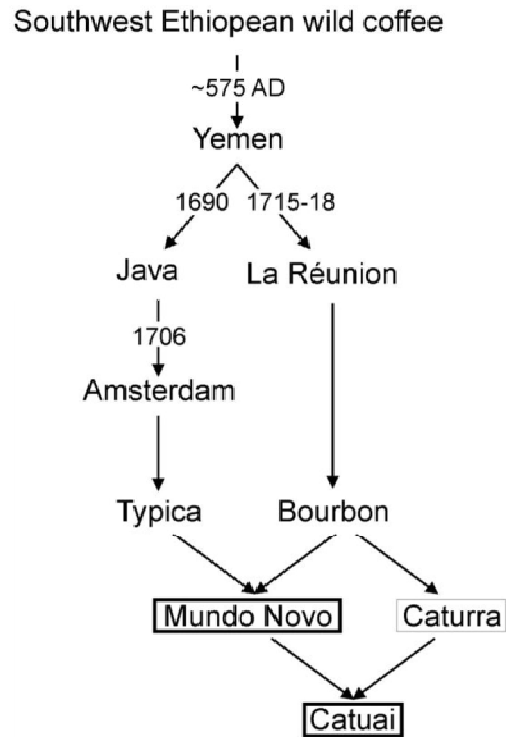 Southwest Ethiopean wild coffee
~575 AD
Yemen
1690 1715-18
Java La Réunion
1706
Amsterdam
Typica Bourbon
Mundo Novo Caturra
Catuai